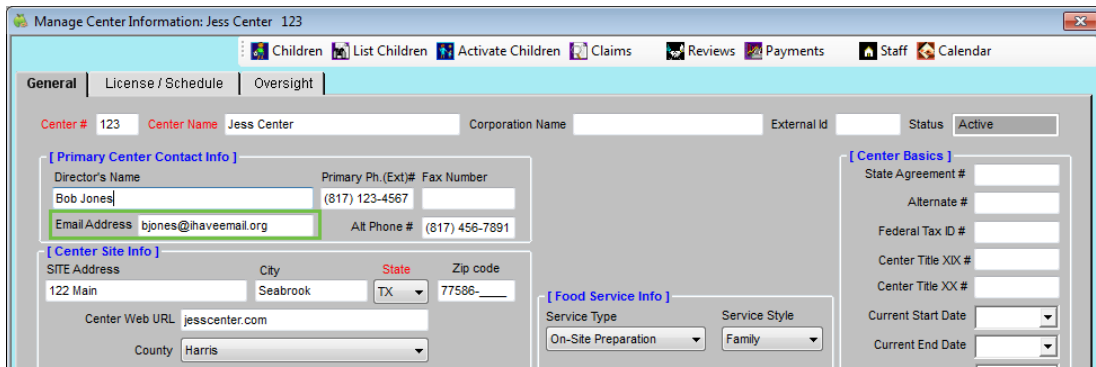 Manage Center Information: Jess Center 123
Children List Children Activate Children Claims Reviews Payments Staff Calendar
General License / Schedule Oversight
Center # 123 Center Name Jess Center Corporation Name External Id Status Active
[ Primary Center Contact Info ]
Director's Name Primary Ph.(Ext)# Fax Number
Bob Jones (817) 123-4567
Email Address bjones@ihaveemail.org Alt Phone # (817) 456-7891
[ Center Site Info ]
SITE Address City State Zip code
122 Main Seabrook TX 77586-____
Center Web URL jesscenter.com
County Harris
[ Food Service Info ]
Service Type Service Style
On-Site Preparation Family
[ Center Basics ]
State Agreement #
Alternate #
Federal Tax ID #
Center Title XIX #
Center Title XX #
Current Start Date
Current End Date